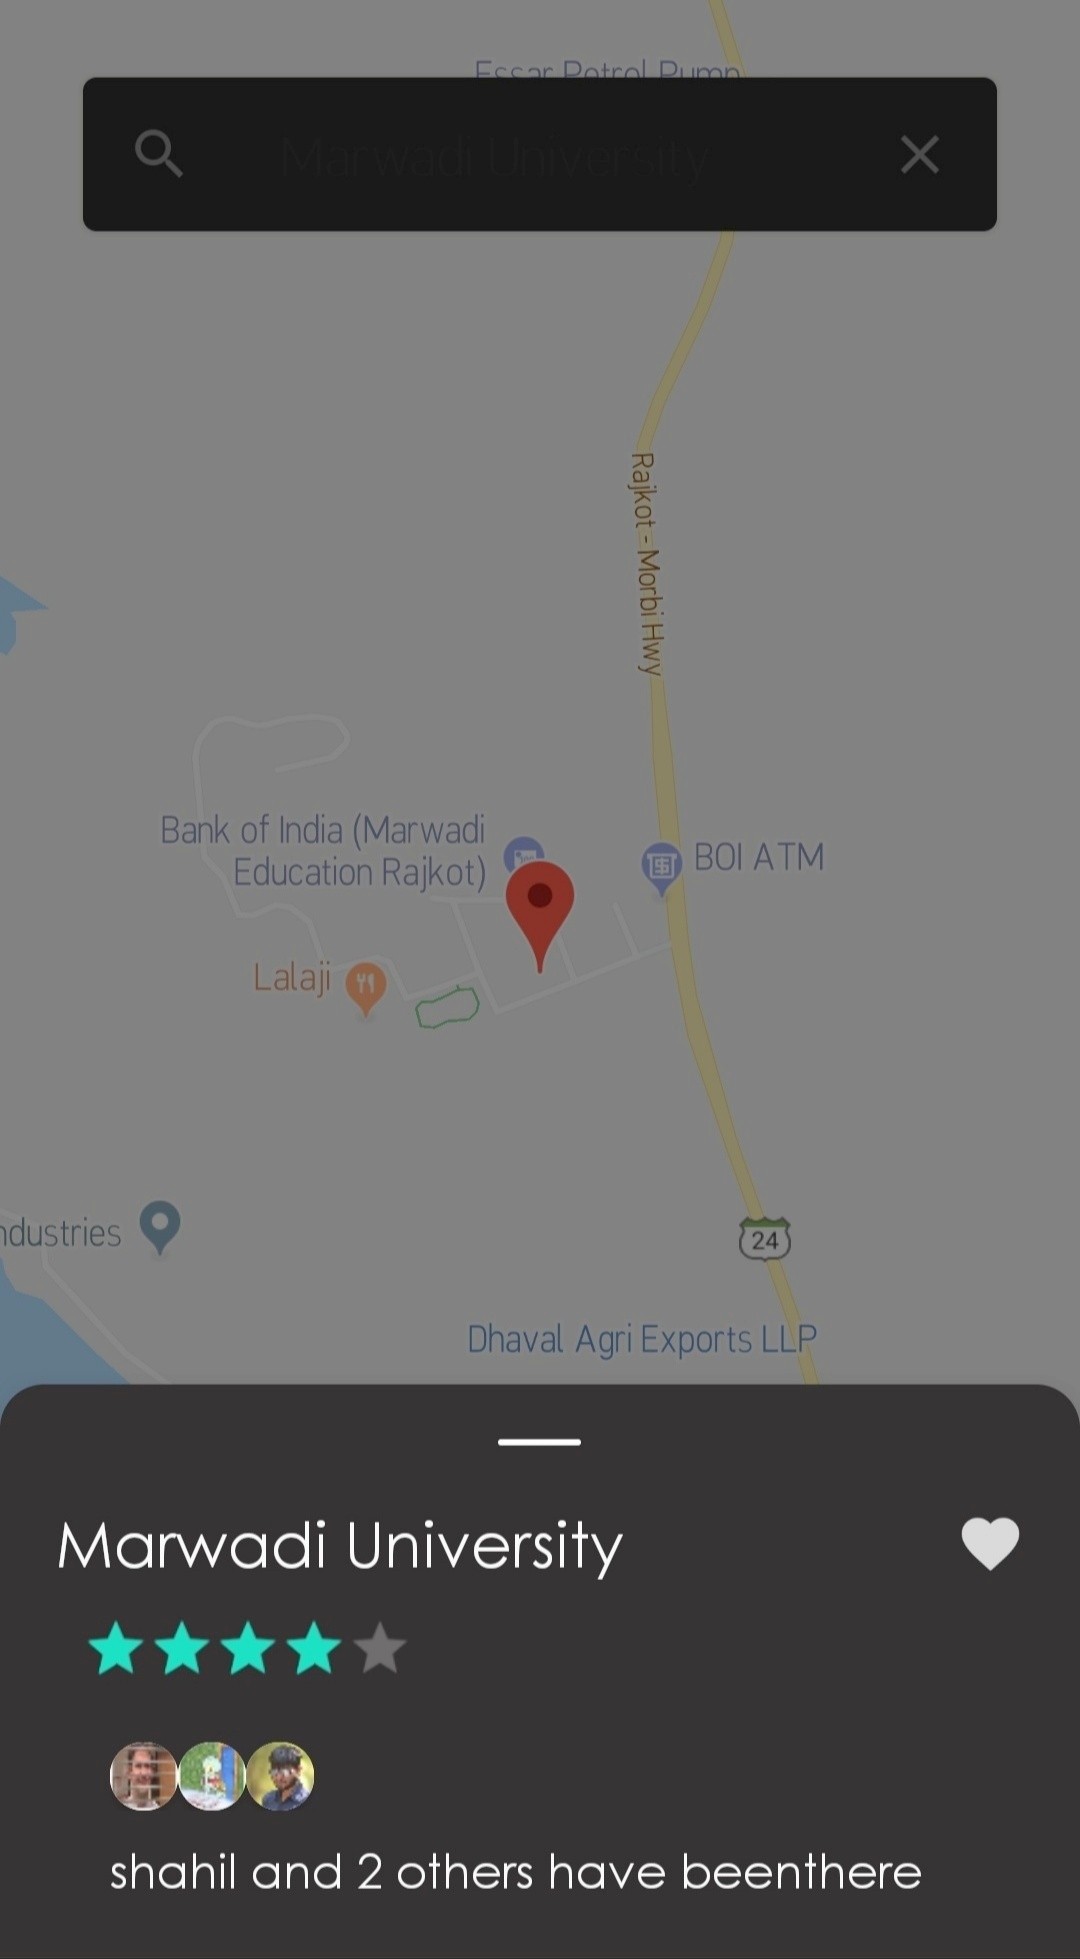 Essar Petrol Pump
Marwadi University
Rajkot - Morbi Hwy
Bank of India (Marwadi
Education Rajkot)
BOI ATM
Lalaji
ndustries
24
Dhaval Agri Exports LLP
Marwadi University
shahil and 2 others have beenthere